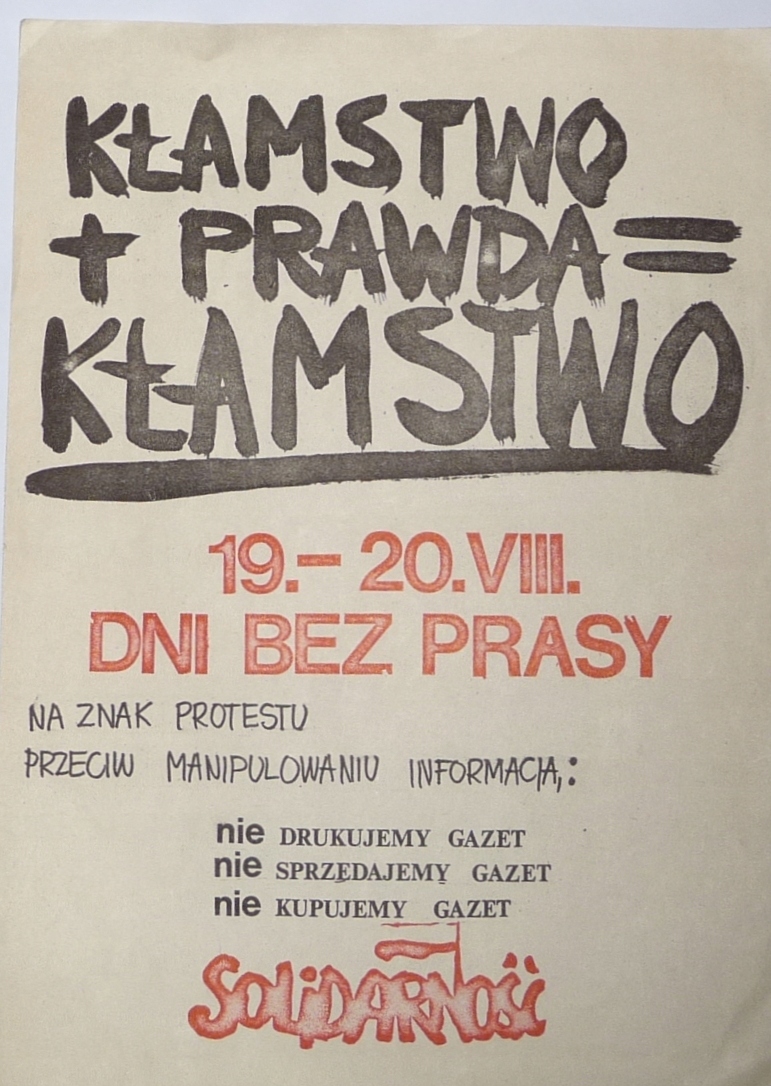 KŁAMSTWO
+ PRAWDA =
KŁAMSTWO
19.– 20.VIII.
DNI BEZ PRASY
NA ZNAK PROTESTU
PRZECIW MANIPULOWANIU INFORMACJĄ:
nie DRUKUJEMY GAZET
nie SPRZEDAJEMY GAZET
nie KUPUJEMY GAZET
SOLiDARNOŚĆ